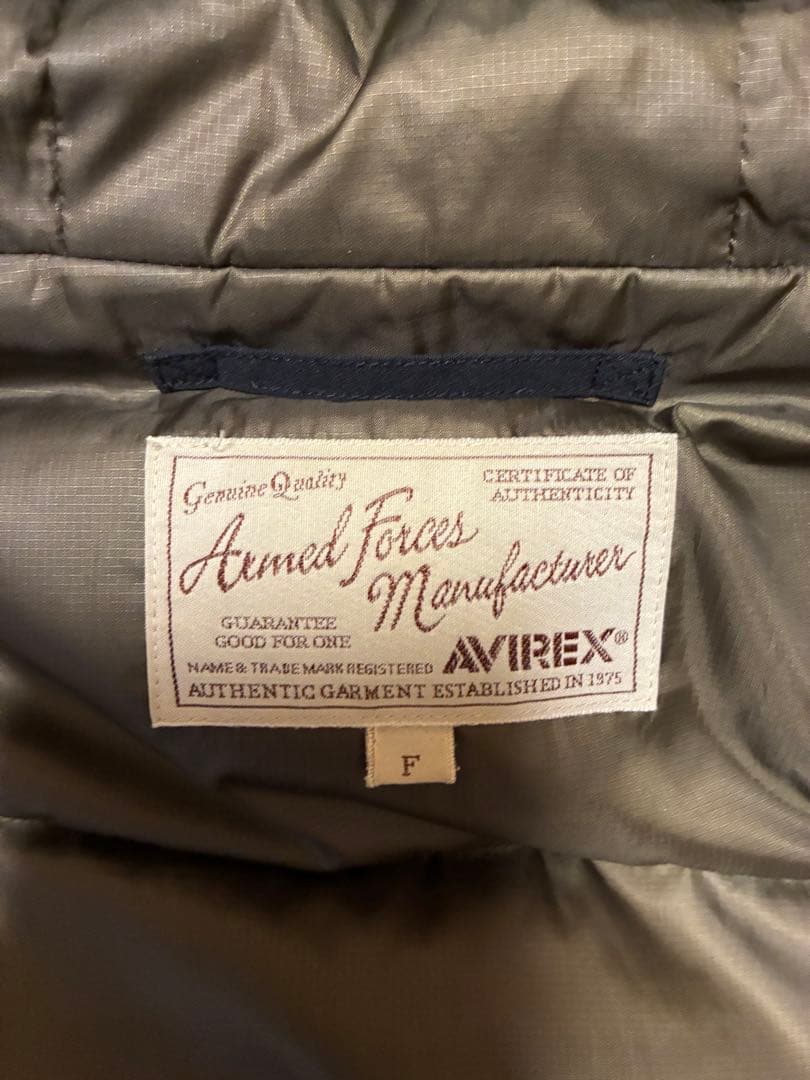 Genuine Quality
CERTIFICATE OF
AUTHENTICITY
Armed Forces
Manufacturer
GUARANTEE
GOOD FOR ONE
AVIREX®
NAME & TRADE MARK REGISTERED
AUTHENTIC GARMENT ESTABLISHED IN 1975
F